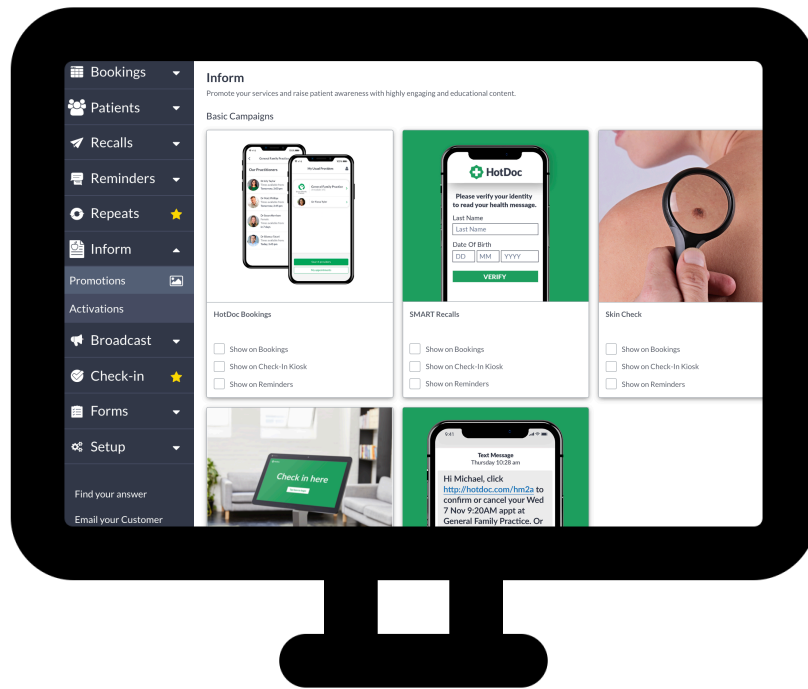 Bookings
Patients
Recalls
Reminders
Repeats
Inform
Promotions
Activations
Broadcast
Check-in
Forms
Setup
Find your answer
Email your Customer
Inform
Promote your services and raise patient awareness with highly engaging and educational content.
Basic Campaigns
Our Practitioners
HotDoc
Please verify your identity
to read your health message.
Last Name
Last Name
Date Of Birth
DD MM YYYY
VERIFY
HotDoc Bookings
Show on Bookings
Show on Check-In Kiosk
Show on Reminders
SMART Recalls
Show on Bookings
Show on Check-In Kiosk
Show on Reminders
Skin Check
Show on Bookings
Show on Check-In Kiosk
Show on Reminders
Check in here
9:41
Text Message
Thursday 10:28 am
Hi Michael, click
http://hotdoc.com/hm2a to
confirm or cancel your Wed
7 Nov 9:20AM appt at
General Family Practice. Or